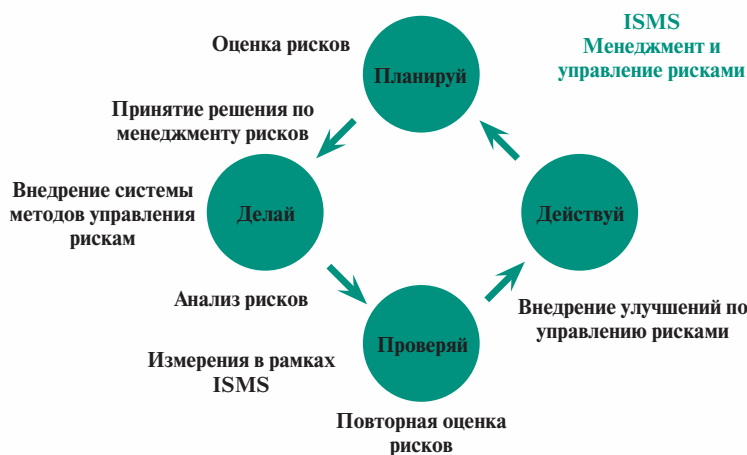 ISMS
Менеджмент и
управление рисками
Оценка рисков
Планируй
Принятие решения по
менеджменту рисков
Внедрение системы
методов управления
рискам
Делай
Действуй
Анализ рисков
Внедрение улучшений по
управлению рисками
Проверяй
Измерения в рамках
ISMS
Повторная оценка
рисков